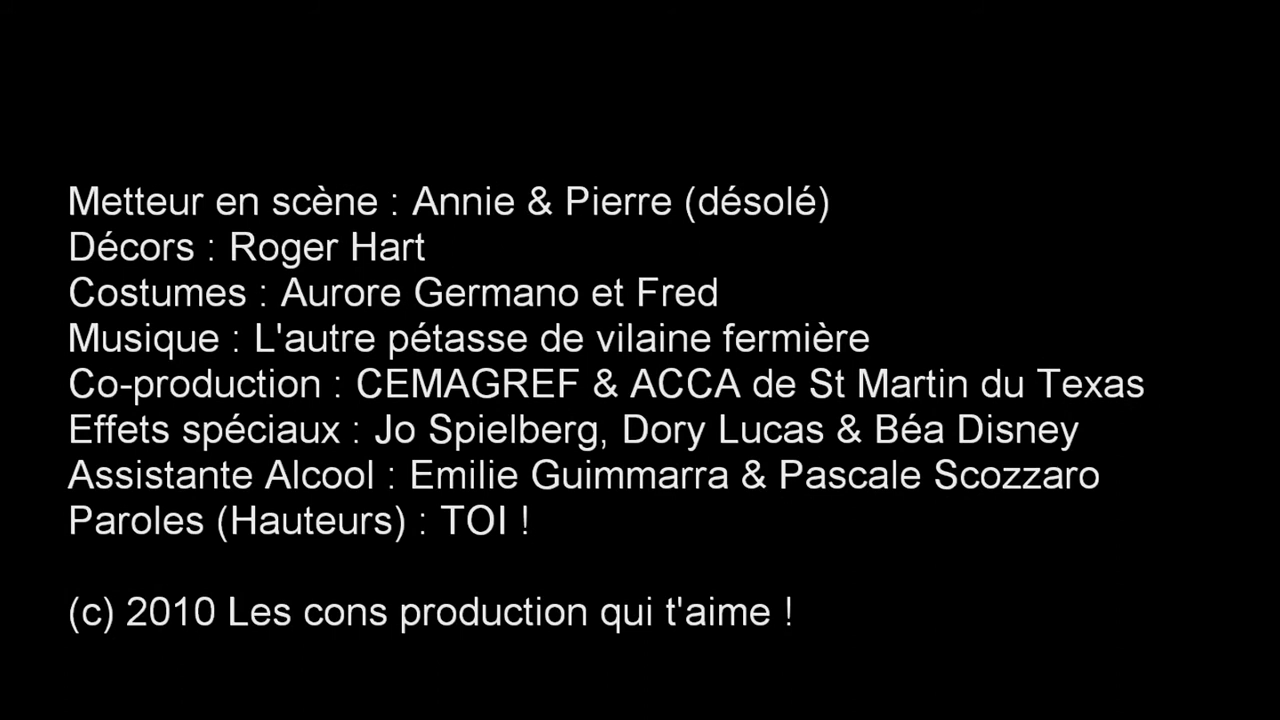 Metteur en scène : Annie & Pierre (désolé)
Décors : Roger Hart
Costumes : Aurore Germano et Fred
Musique : L'autre pétasse de vilaine fermière
Co-production : CEMAGREF & ACCA de St Martin du Texas
Effets spéciaux : Jo Spielberg, Dory Lucas & Béa Disney
Assistante Alcool : Emilie Guimmarra & Pascale Scozzaro
Paroles (Hauteurs) : TOI !
(c) 2010 Les cons production qui t'aime !